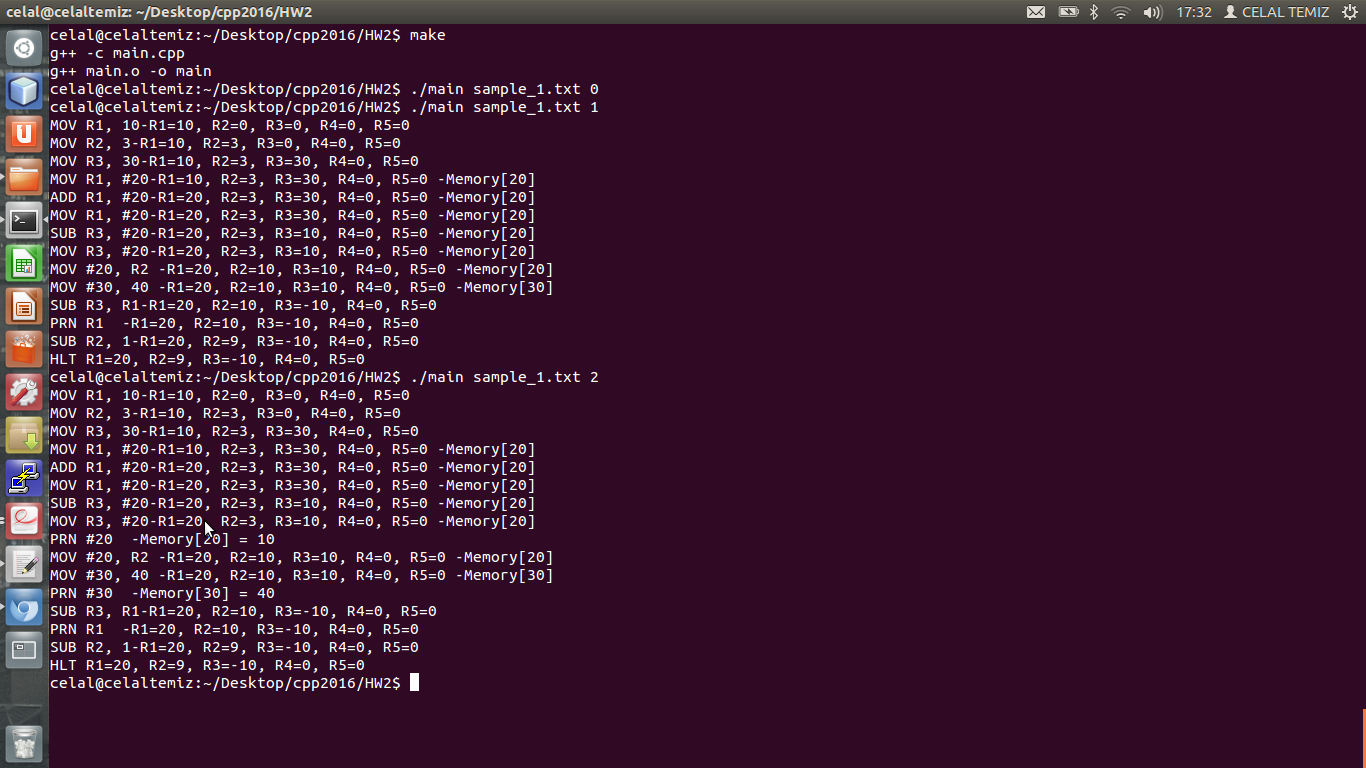 celal@celaltemiz: ~/Desktop/cpp2016/HW2
17:32 CELAL TEMIZ
celal@celaltemiz:~/Desktop/cpp2016/HW2$ make
g++ -c main.cpp
g++ main.o -o main
celal@celaltemiz:~/Desktop/cpp2016/HW2$ ./main sample_1.txt 0
celal@celaltemiz:~/Desktop/cpp2016/HW2$ ./main sample_1.txt 1
MOV R1, 10-R1=10, R2=0, R3=0, R4=0, R5=0
MOV R2, 3-R1=10, R2=3, R3=0, R4=0, R5=0
MOV R3, 30-R1=10, R2=3, R3=30, R4=0, R5=0
MOV R1, #20-R1=10, R2=3, R3=30, R4=0, R5=0 -Memory[20]
ADD R1, #20-R1=20, R2=3, R3=30, R4=0, R5=0 -Memory[20]
MOV R1, #20-R1=20, R2=3, R3=30, R4=0, R5=0 -Memory[20]
SUB R3, #20-R1=20, R2=3, R3=10, R4=0, R5=0 -Memory[20]
MOV R3, #20-R1=20, R2=3, R3=10, R4=0, R5=0 -Memory[20]
MOV #20, R2 -R1=20, R2=10, R3=10, R4=0, R5=0 -Memory[20]
MOV #30, 40 -R1=20, R2=10, R3=10, R4=0, R5=0 -Memory[30]
SUB R3, R1-R1=20, R2=10, R3=-10, R4=0, R5=0
PRN R1  -R1=20, R2=10, R3=-10, R4=0, R5=0
SUB R2, 1-R1=20, R2=9, R3=-10, R4=0, R5=0
HLT R1=20, R2=9, R3=-10, R4=0, R5=0
celal@celaltemiz:~/Desktop/cpp2016/HW2$ ./main sample_1.txt 2
MOV R1, 10-R1=10, R2=0, R3=0, R4=0, R5=0
MOV R2, 3-R1=10, R2=3, R3=0, R4=0, R5=0
MOV R3, 30-R1=10, R2=3, R3=30, R4=0, R5=0
MOV R1, #20-R1=10, R2=3, R3=30, R4=0, R5=0 -Memory[20]
ADD R1, #20-R1=20, R2=3, R3=30, R4=0, R5=0 -Memory[20]
MOV R1, #20-R1=20, R2=3, R3=30, R4=0, R5=0 -Memory[20]
SUB R3, #20-R1=20, R2=3, R3=10, R4=0, R5=0 -Memory[20]
MOV R3, #20-R1=20, R2=3, R3=10, R4=0, R5=0 -Memory[20]
PRN #20  -Memory[20] = 10
MOV #20, R2 -R1=20, R2=10, R3=10, R4=0, R5=0 -Memory[20]
MOV #30, 40 -R1=20, R2=10, R3=10, R4=0, R5=0 -Memory[30]
PRN #30  -Memory[30] = 40
SUB R3, R1-R1=20, R2=10, R3=-10, R4=0, R5=0
PRN R1  -R1=20, R2=10, R3=-10, R4=0, R5=0
SUB R2, 1-R1=20, R2=9, R3=-10, R4=0, R5=0
HLT R1=20, R2=9, R3=-10, R4=0, R5=0
celal@celaltemiz:~/Desktop/cpp2016/HW2$